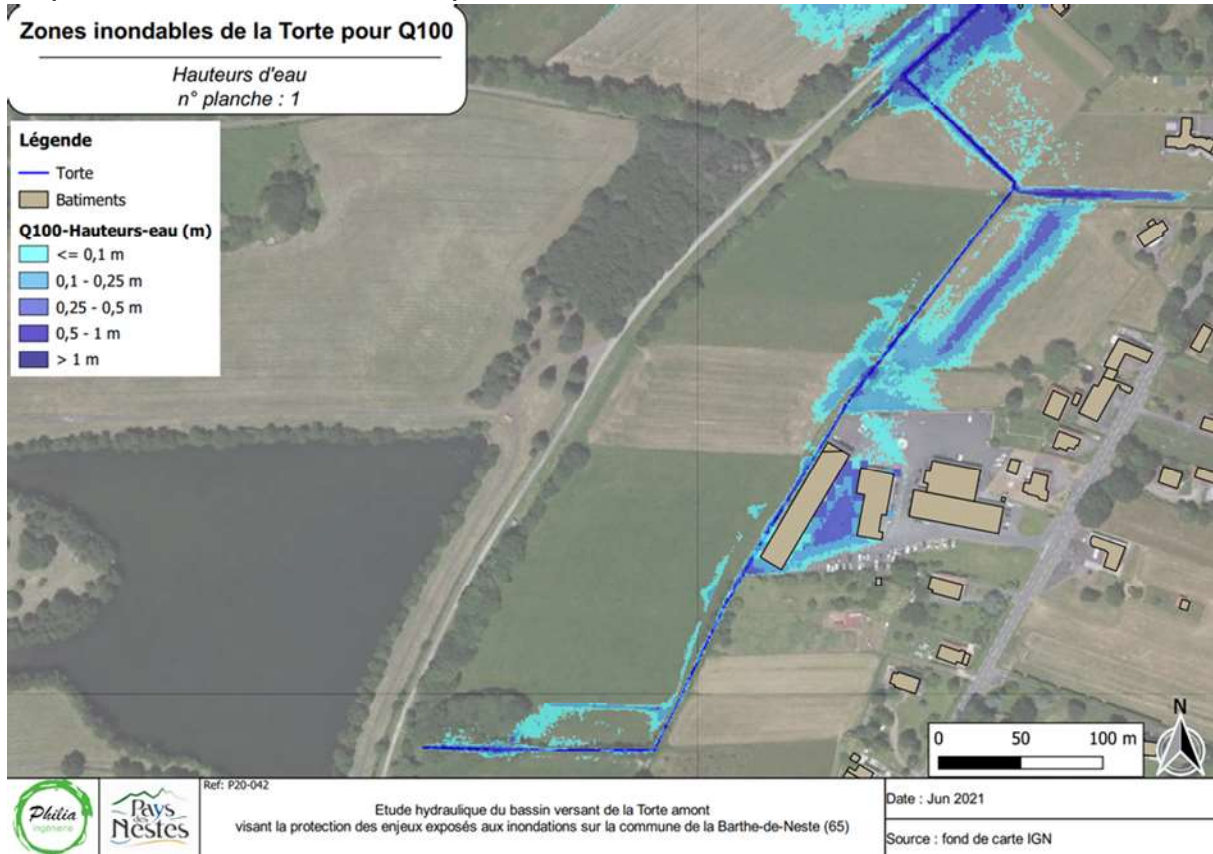 Zones inondables de la Torte pour Q100
Hauteurs d'eau
n° planche : 1
Légende
Torte
Batiments
Q100-Hauteurs-eau (m)
<= 0,1 m
0,1 - 0,25 m
0,25 - 0,5 m
0,5 - 1 m
> 1 m
N
0 50 100 m
Philia
ingénierie
Pays
des
Nestes
Ref: P20-042
Etude hydraulique du bassin versant de la Torte amont
visant la protection des enjeux exposés aux inondations sur la commune de la Barthe-de-Neste (65)
Date : Jun 2021
Source : fond de carte IGN